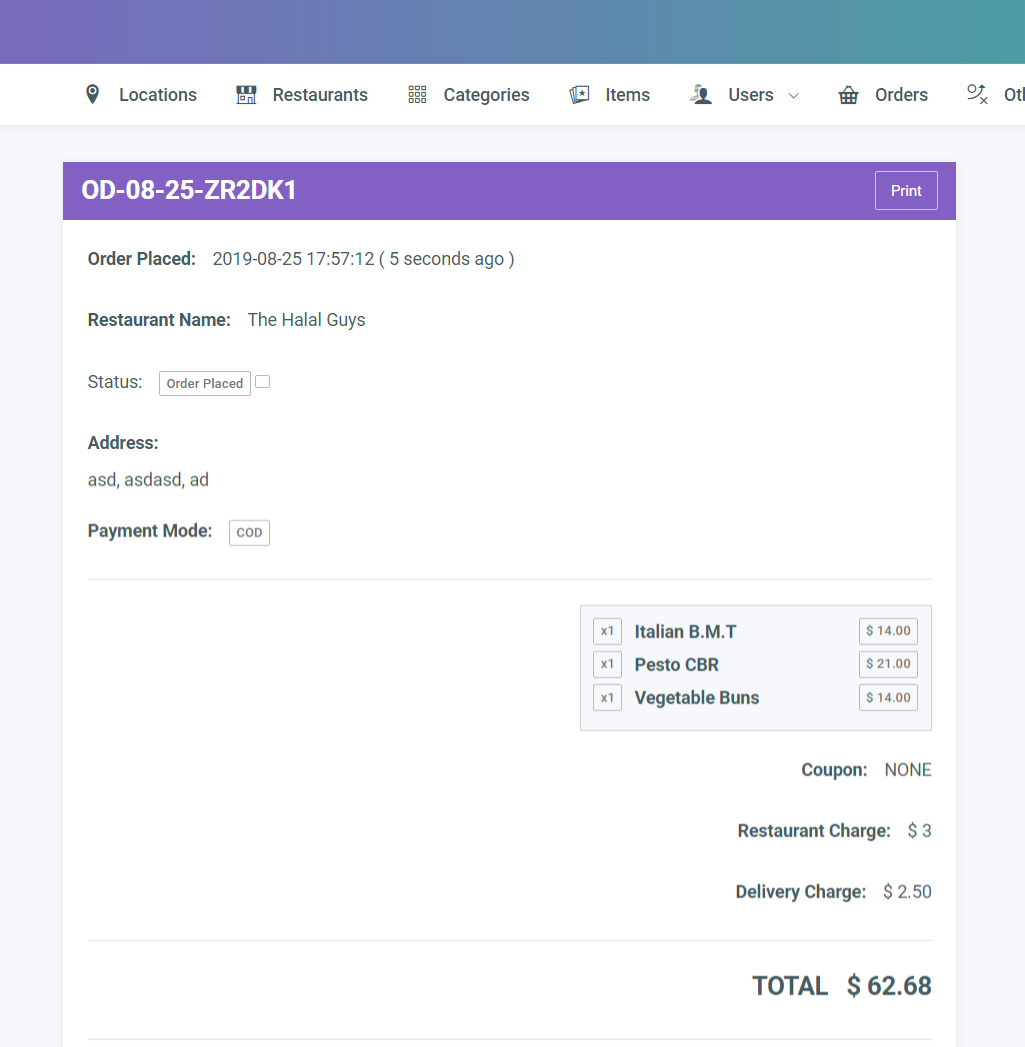 Locations Restaurants Categories Items Users Orders Oth
OD-08-25-ZR2DK1 Print
Order Placed: 2019-08-25 17:57:12 ( 5 seconds ago )
Restaurant Name: The Halal Guys
Status: Order Placed
Address:
asd, asdasd, ad
Payment Mode: COD
x1 Italian B.M.T $ 14.00
x1 Pesto CBR $ 21.00
x1 Vegetable Buns $ 14.00
Coupon: NONE
Restaurant Charge: $ 3
Delivery Charge: $ 2.50
TOTAL $ 62.68